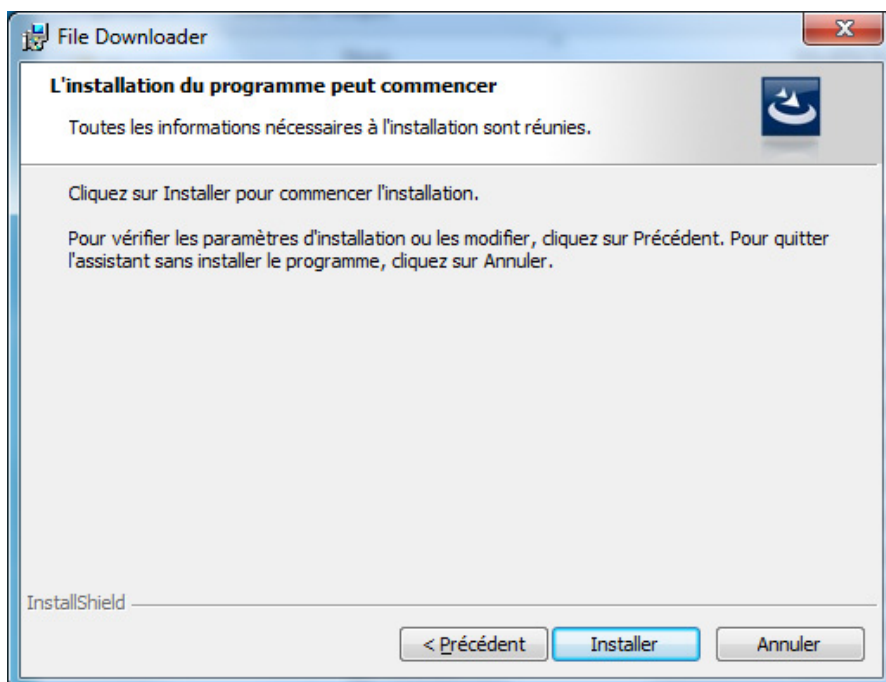 File Downloader
L'installation du programme peut commencer
Toutes les informations nécessaires à l'installation sont réunies.
Cliquez sur Installer pour commencer l'installation.
Pour vérifier les paramètres d'installation ou les modifier, cliquez sur Précédent. Pour quitter
l'assistant sans installer le programme, cliquez sur Annuler.
InstallShield
< Précédent Installer Annuler